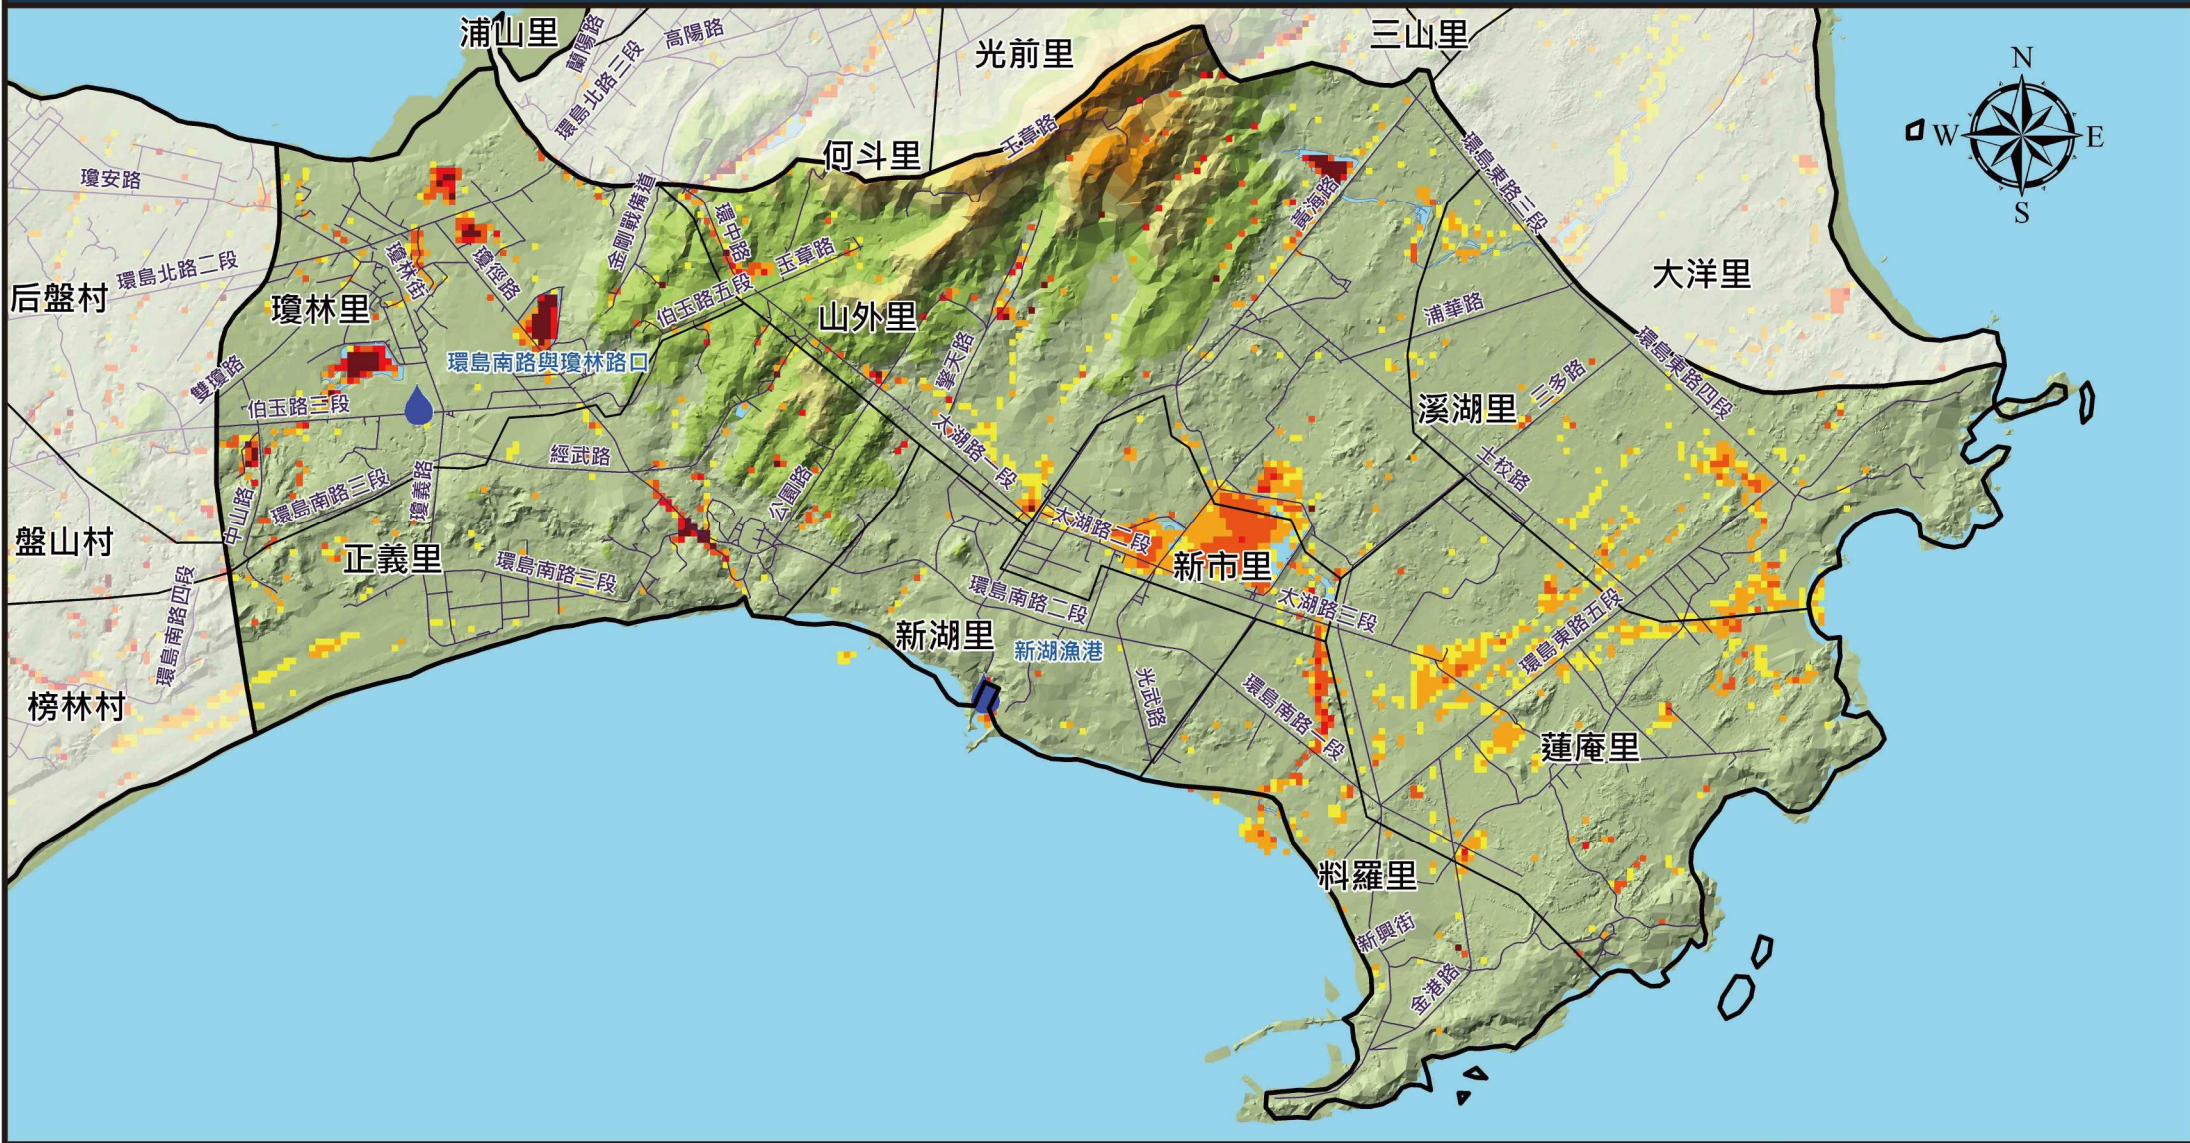 浦山里
蘭陽路
高陽路
環島北路三段
光前里
三山里
N
W
E
S
何斗里
玉章路
環島東路三段
瓊安路
金剛戰備道
環中路
黃海路
玉章路
瓊林街
瓊徑路
環島北路二段
后盤村
瓊林里
伯玉路五段
山外里
浦華路
大洋里
環島南路與瓊林路口
擎天路
雙瓊路
三多路
環島東路四段
伯玉路三段
溪湖里
太湖路一段
經武路
士校路
瓊義路
公園路
中山路
環島南路三段
太湖路二段
盤山村
正義里
環島南路三段
新市里
環島南路四段
環島南路二段
太湖路三段
環島東路五段
新湖里
新湖漁港
光武路
環島南路一段
榜林村
蓮庵里
料羅里
新興街
金港路